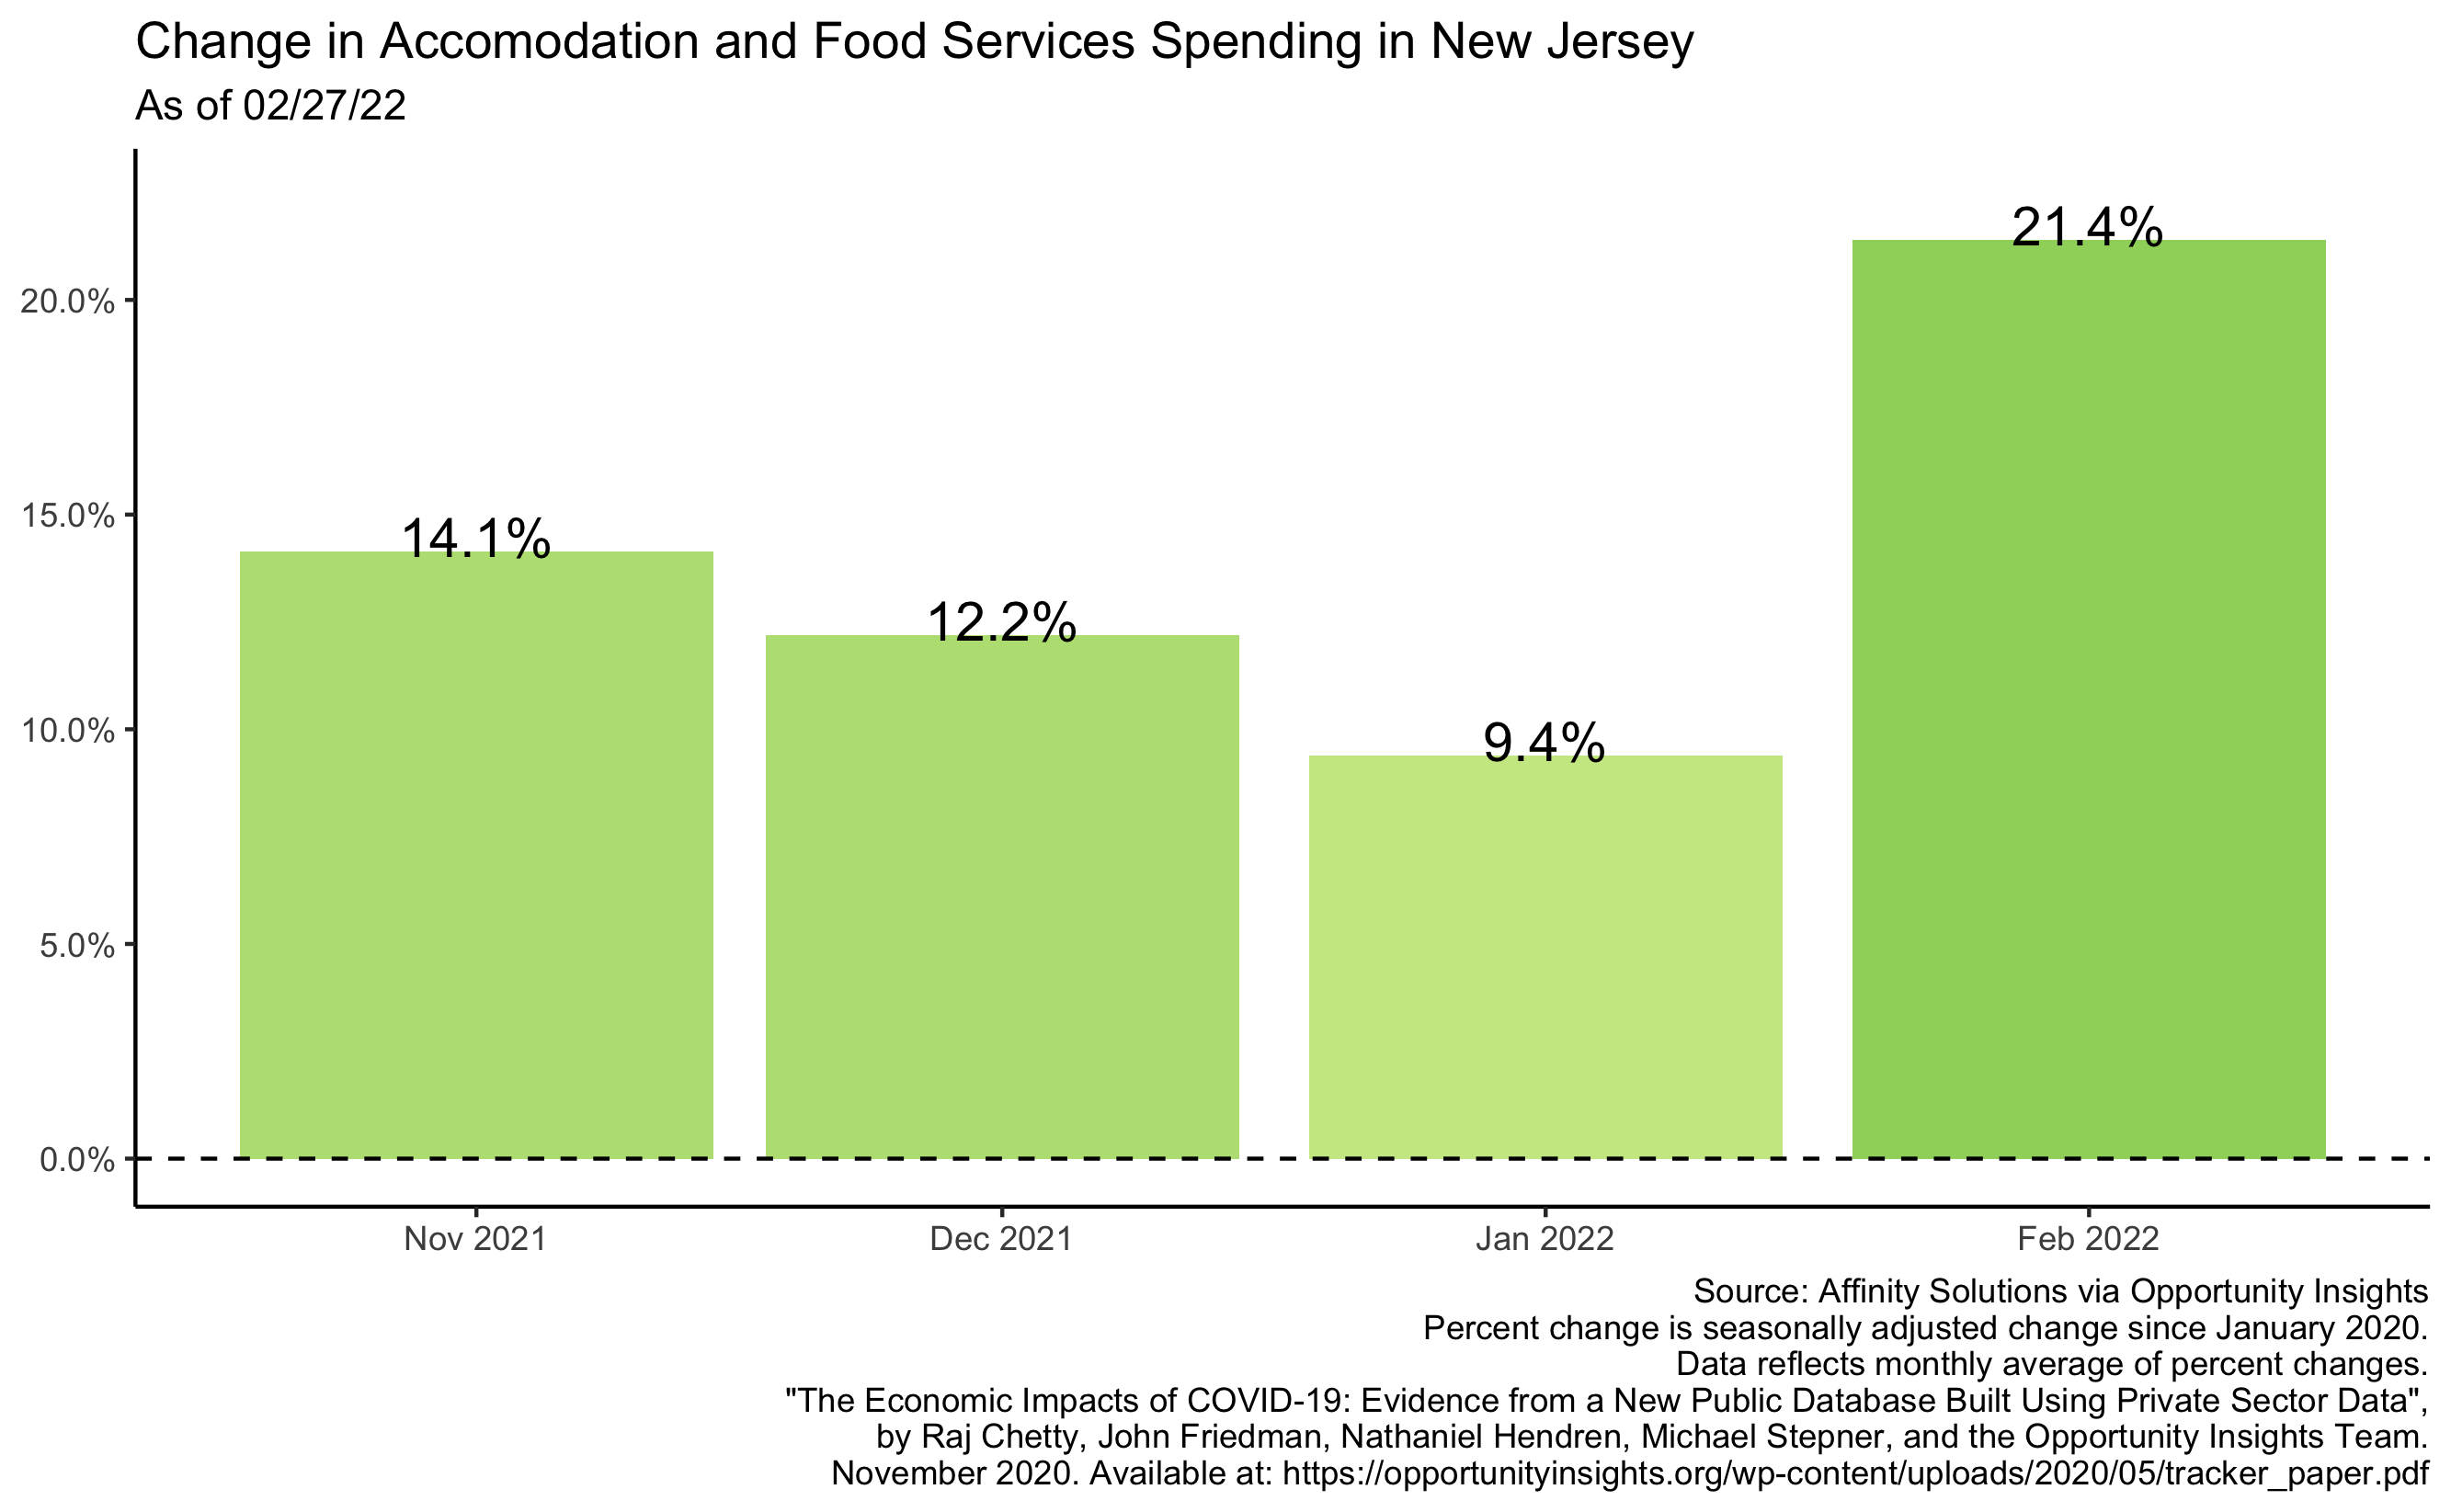 Change in Accomodation and Food Services Spending in New Jersey
As of 02/27/22
21.4%
20.0%
15.0%
14.1%
12.2%
10.0%
9.4%
5.0%
0.0%
Nov 2021
Dec 2021
Jan 2022
Feb 2022
Source: Affinity Solutions via Opportunity Insights
Percent change is seasonally adjusted change since January 2020.
Data reflects monthly average of percent changes.
"The Economic Impacts of COVID-19: Evidence from a New Public Database Built Using Private Sector Data",
by Raj Chetty, John Friedman, Nathaniel Hendren, Michael Stepner, and the Opportunity Insights Team.
November 2020. Available at: https://opportunityinsights.org/wp-content/uploads/2020/05/tracker_paper.pdf